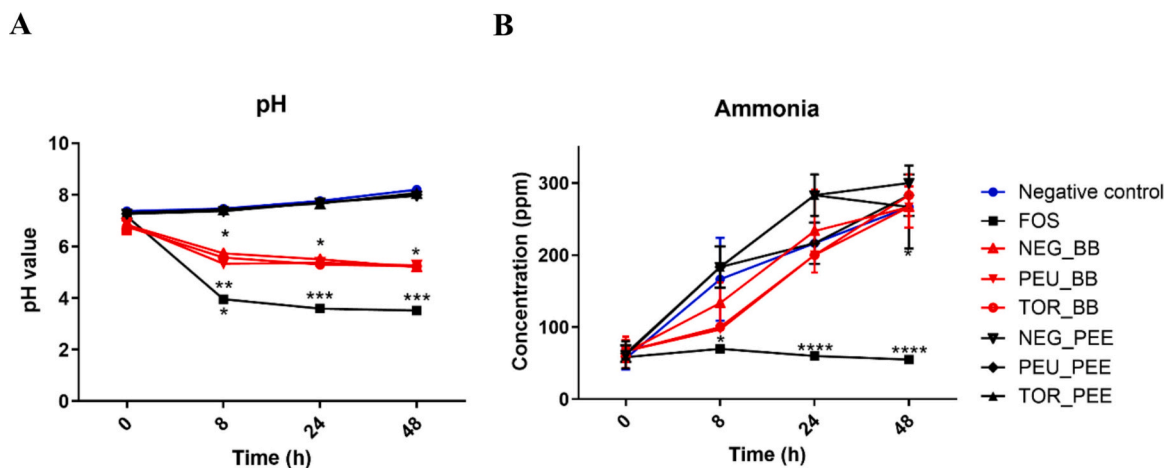 A
pH
pH value
10
8
6
4
2
0
*
*
*
**
*
***
***
0
8
24
48
Time (h)
B
Ammonia
Concentration (ppm)
300
200
100
0
*
****
****
*
0
8
24
48
Time (h)
Negative control
FOS
NEG_BB
PEU_BB
TOR_BB
NEG_PEE
PEU_PEE
TOR_PEE